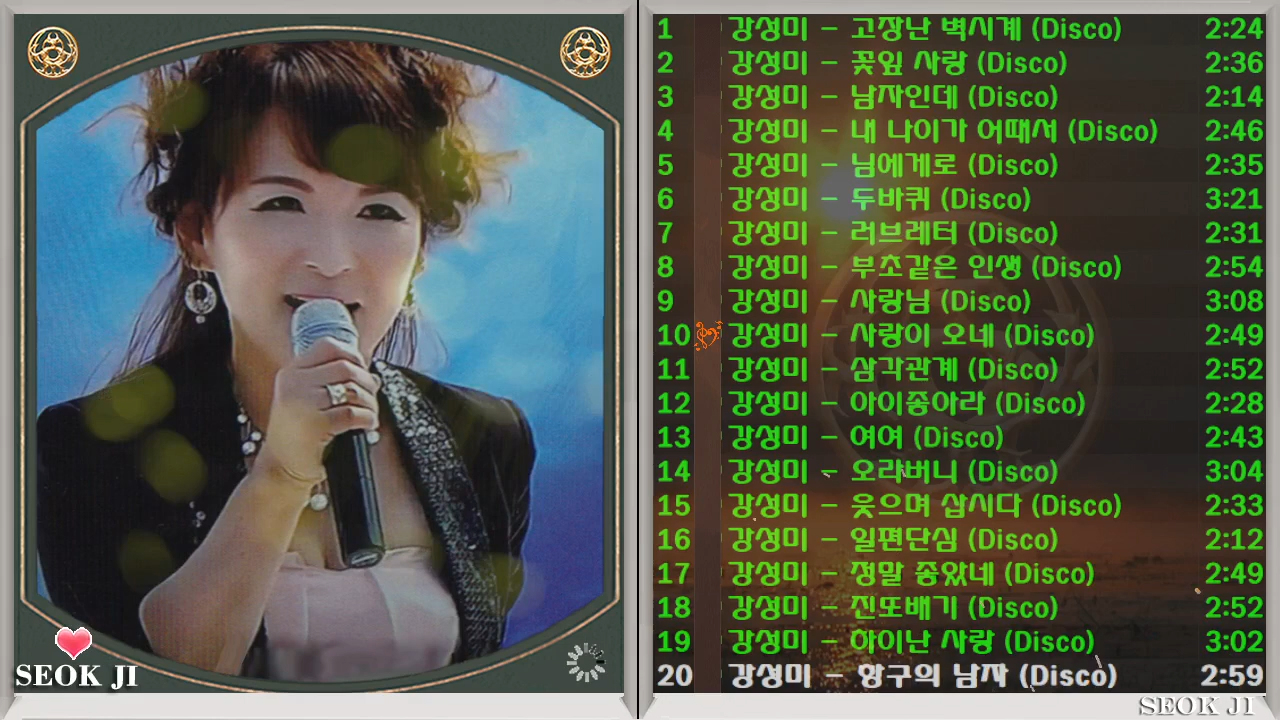 SEOK JI
1 강성미 – 고장난 벽시계 (Disco) 2:24
2 강성미 – 꽃잎 사랑 (Disco) 2:36
3 강성미 – 남자인데 (Disco) 2:14
4 강성미 – 내 나이가 어때서 (Disco) 2:46
5 강성미 – 님에게로 (Disco) 2:35
6 강성미 – 두바퀴 (Disco) 3:21
7 강성미 – 러브레터 (Disco) 2:31
8 강성미 – 부초같은 인생 (Disco) 2:54
9 강성미 – 사랑님 (Disco) 3:08
10 강성미 – 사랑이 오네 (Disco) 2:49
11 강성미 – 삼각관계 (Disco) 2:52
12 강성미 – 아이좋아라 (Disco) 2:28
13 강성미 – 여여 (Disco) 2:43
14 강성미 – 오라버니 (Disco) 3:04
15 강성미 – 웃으며 삽시다 (Disco) 2:33
16 강성미 – 일편단심 (Disco) 2:12
17 강성미 – 정말 좋았네 (Disco) 2:49
18 강성미 – 진또배기 (Disco) 2:52
19 강성미 – 하이난 사랑 (Disco) 3:02
20 강성미 – 항구의 남자 (Disco) 2:59
SEOK JI